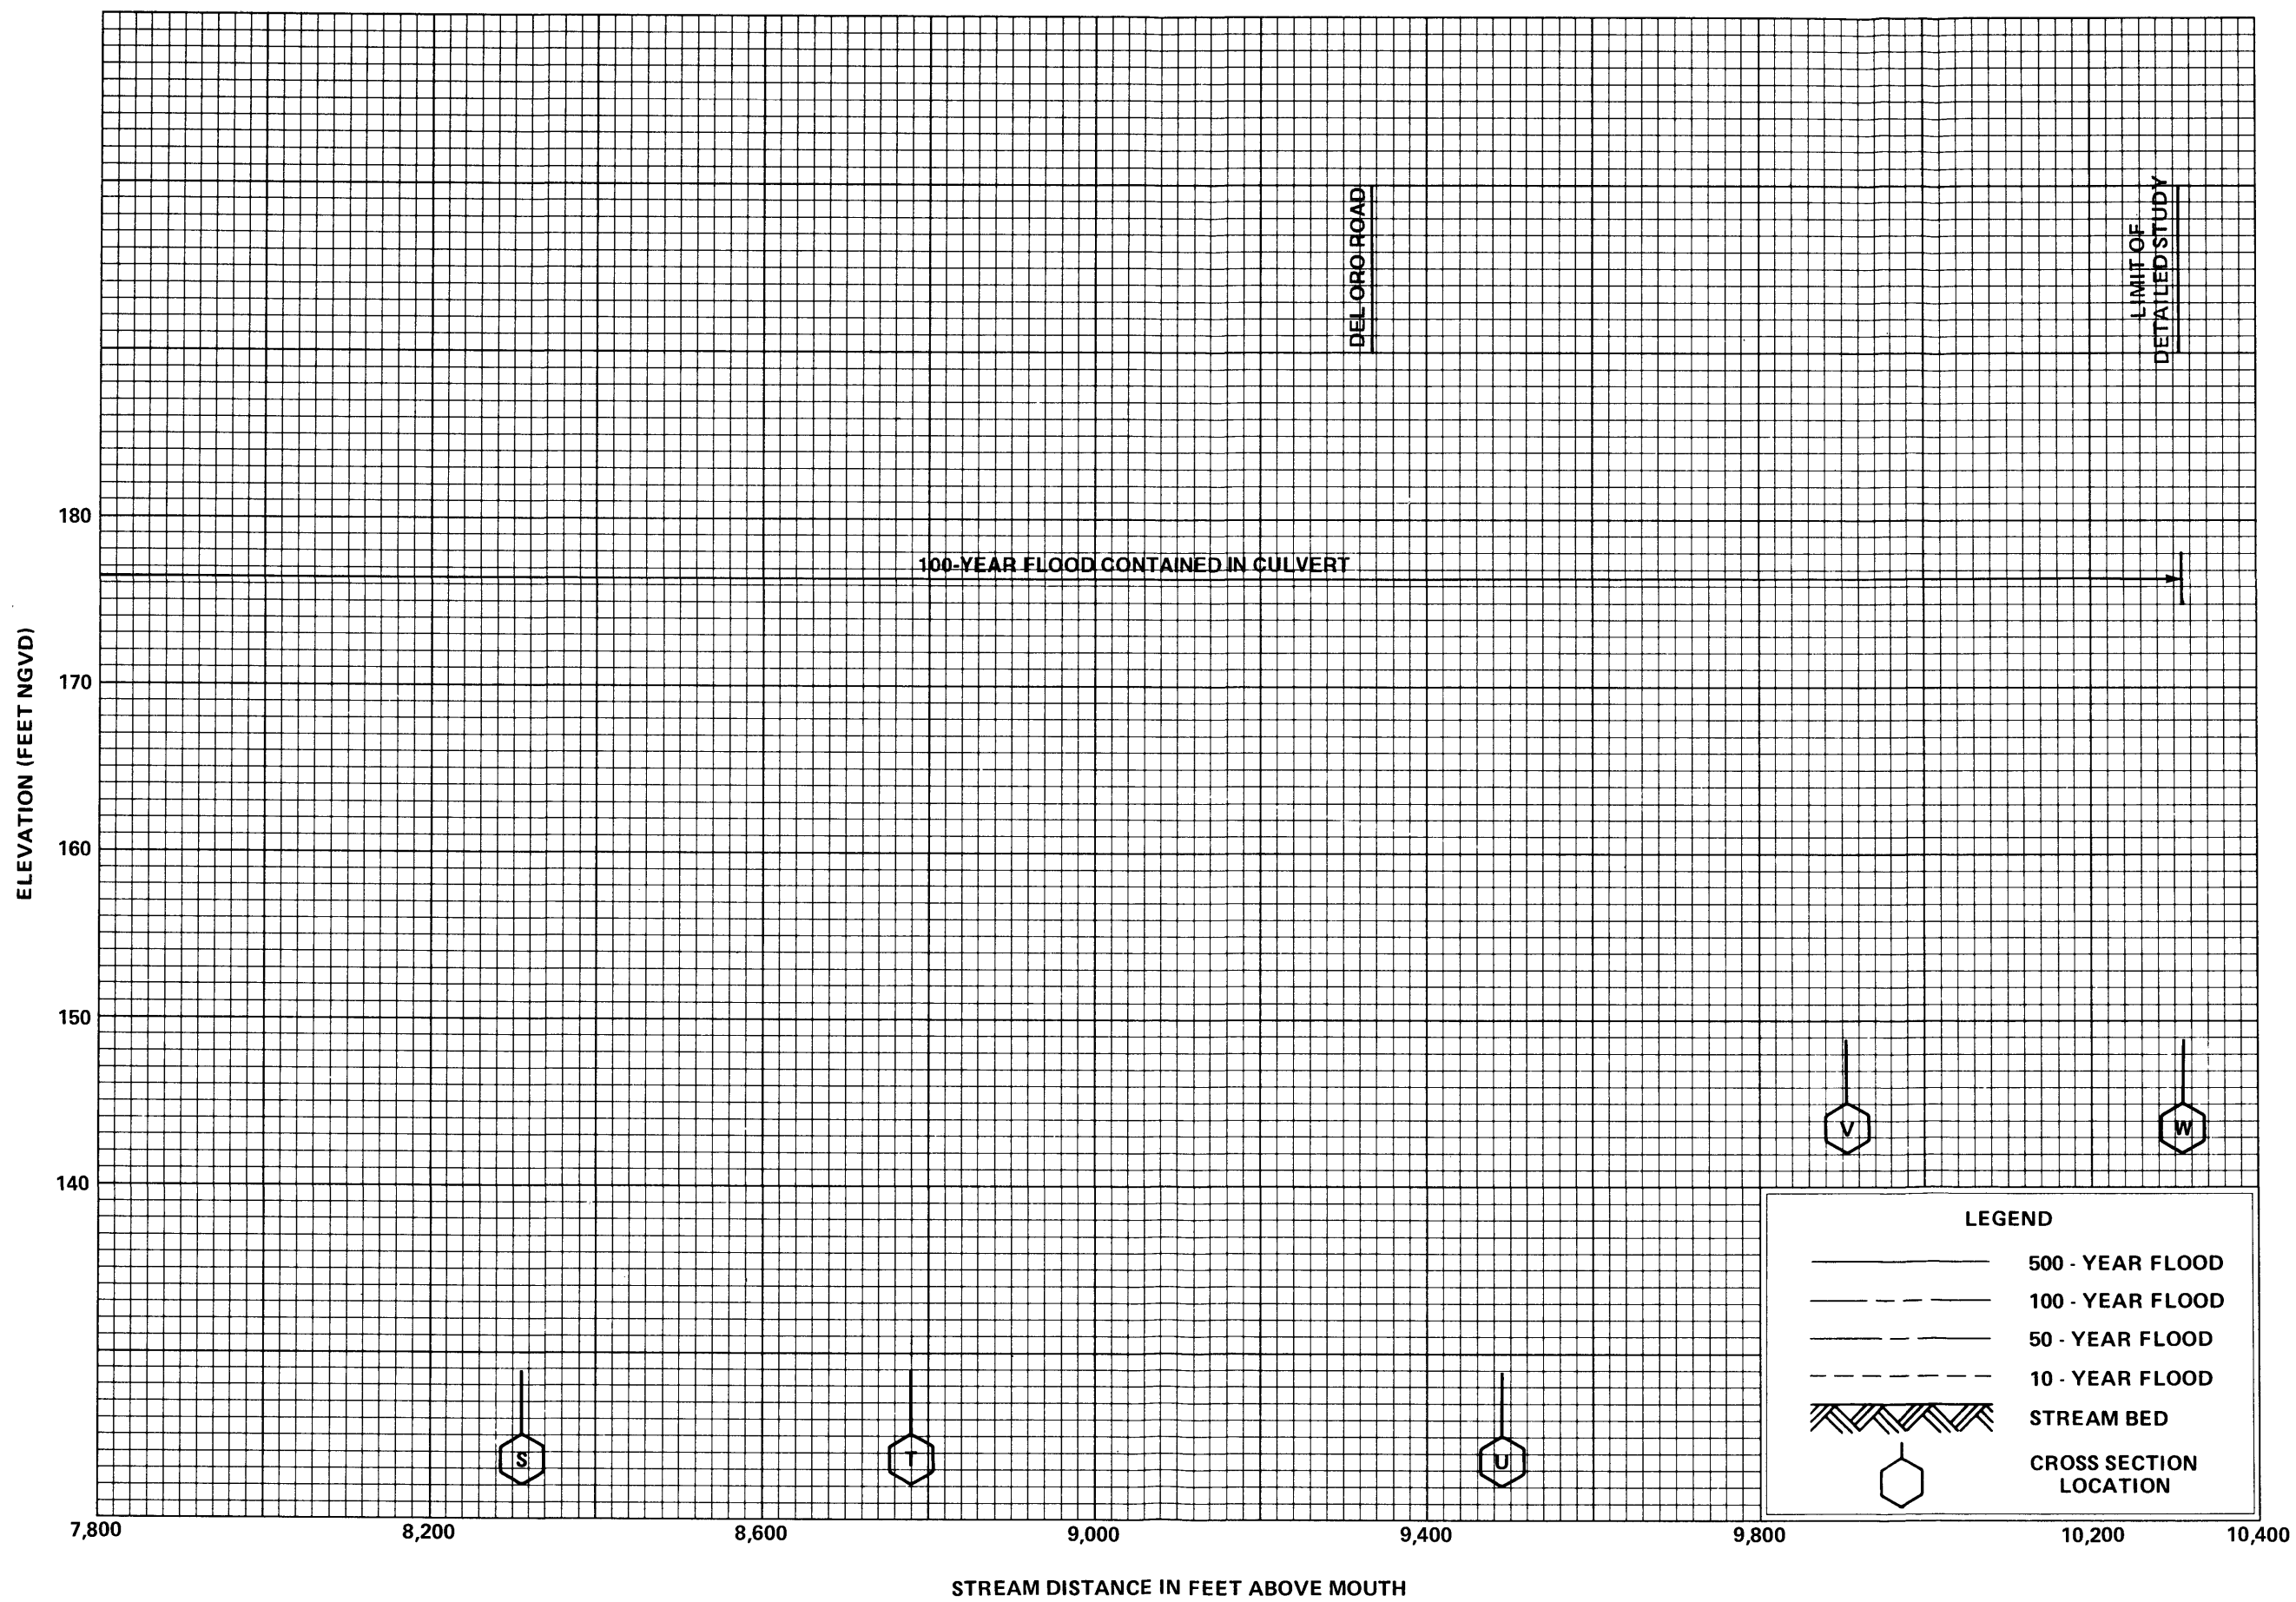 DEL ORO ROAD
LIMIT OF
DETAILED STUDY
180
100-YEAR FLOOD CONTAINED IN CULVERT
170
ELEVATION (FEET NGVD)
160
150
V
W
140
LEGEND
500 - YEAR FLOOD
100 - YEAR FLOOD
50 - YEAR FLOOD
10 - YEAR FLOOD
STREAM BED
CROSS SECTION
LOCATION
S
T
U
7,800
8,200
8,600
9,000
9,400
9,800
10,200
10,400
STREAM DISTANCE IN FEET ABOVE MOUTH